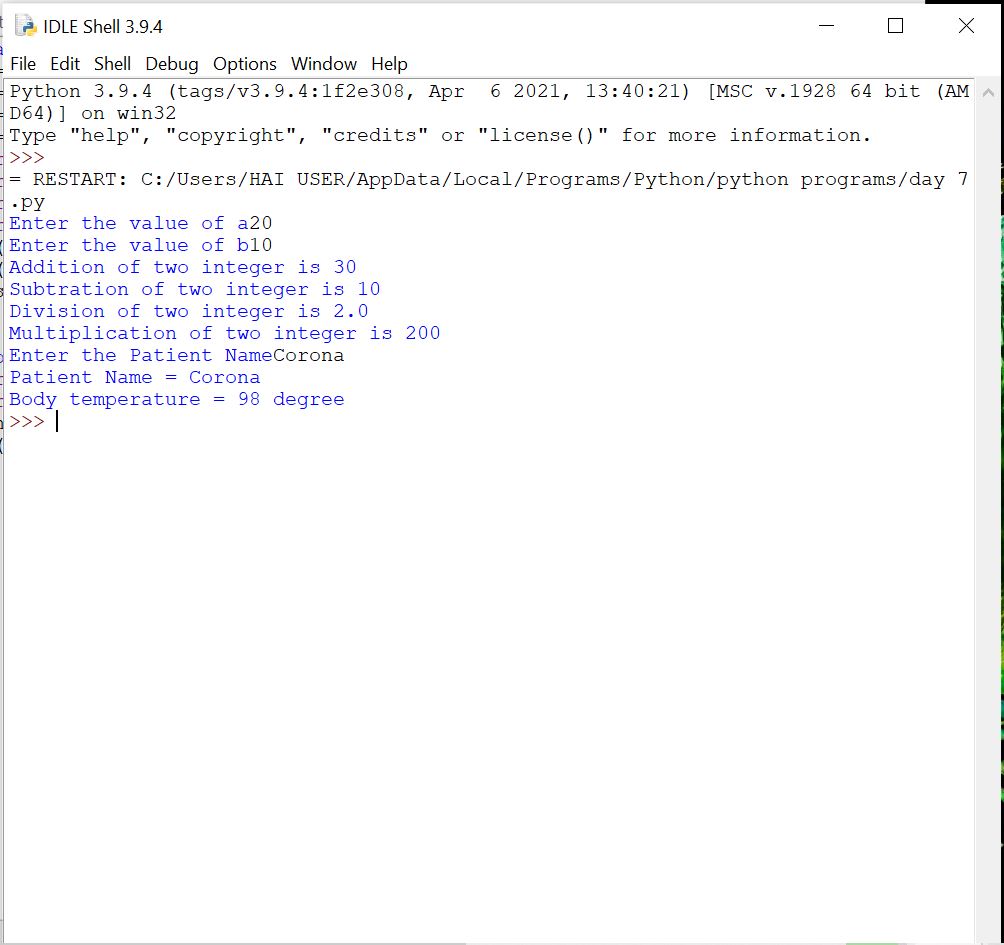 IDLE Shell 3.9.4
File Edit Shell Debug Options Window Help
Python 3.9.4 (tags/v3.9.4:1f2e308, Apr  6 2021, 13:40:21) [MSC v.1928 64 bit (AM
D64)] on win32
Type "help", "copyright", "credits" or "license()" for more information.
>>>
= RESTART: C:/Users/HAI USER/AppData/Local/Programs/Python/python programs/day 7
.py
Enter the value of a20
Enter the value of b10
Addition of two integer is 30
Subtration of two integer is 10
Division of two integer is 2.0
Multiplication of two integer is 200
Enter the Patient NameCorona
Patient Name = Corona
Body temperature = 98 degree
>>>